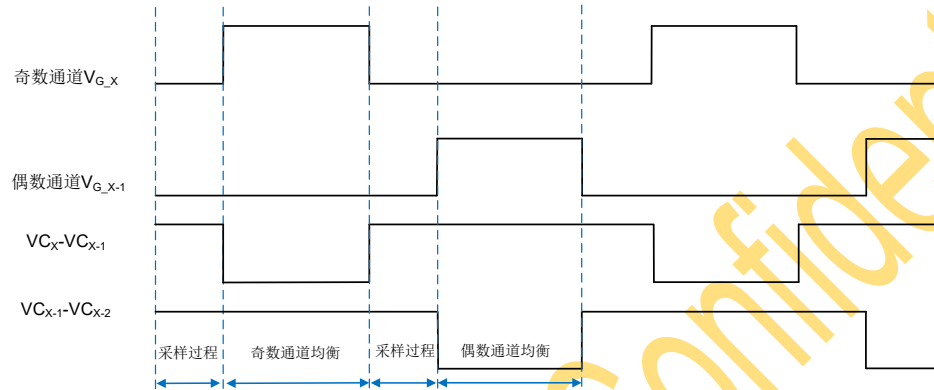 奇数通道VG_X
偶数通道VG_X-1
VCX-VCX-1
VCX-1-VCX-2
采样过程 奇数通道均衡 采样过程 偶数通道均衡
Confiden